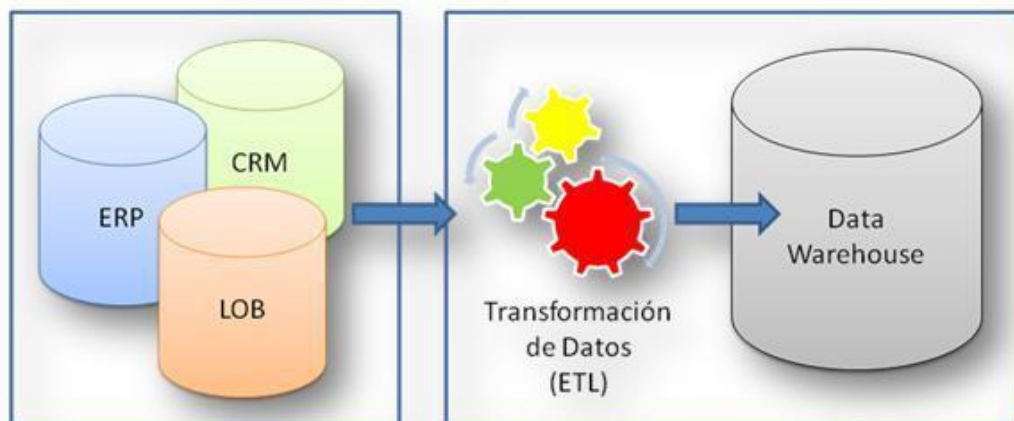 CRM
ERP
LOB
Transformación
de Datos
(ETL)
Data
Warehouse